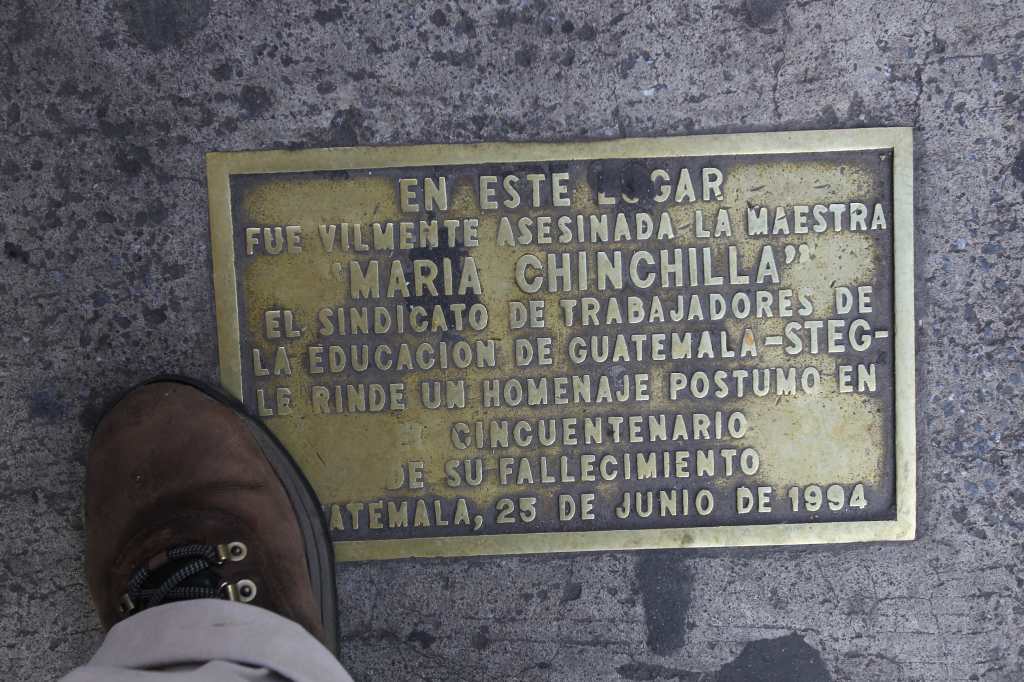 EN ESTE LUGAR
FUE VILMENTE ASESINADA LA MAESTRA
"MARIA CHINCHILLA"
EL SINDICATO DE TRABAJADORES DE
LA EDUCACION DE GUATEMALA-STEG-
LE RINDE UN HOMENAJE POSTUMO EN
CINCUENTENARIO
DE SU FALLECIMIENTO
ATEMALA, 25 DE JUNIO DE 1994